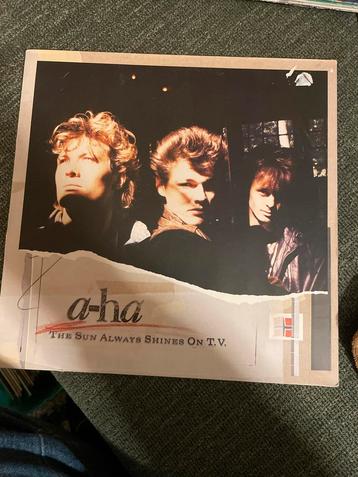 a-ha
THE SUN ALWAYS SHINES ON T.V.